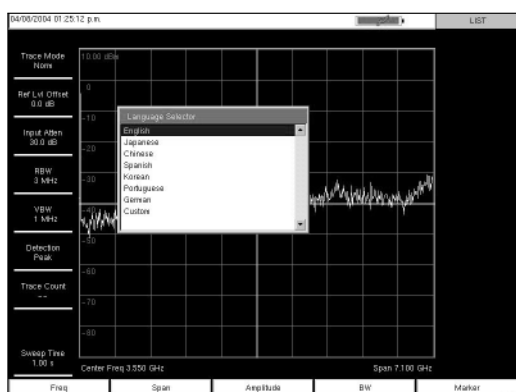 04/08/2004 01:25:12 p.m.
LIST
Trace Mode
Norm
Ref Lvl Offset
0.0 dB
Input Atten
30.0 dB
RBW
3 MHz
VBW
1 MHz
Detection
Peak
Trace Count
--
Sweep Time
1.00 s
10.00 dBm
0
-10
-20
-30
-40
-50
-60
-70
-80
Language Selector
English
Japanese
Chinese
Spanish
Korean
Portuguese
German
Custom
Center Freq 3.550 GHz
Span 7.100 GHz
Freq
Span
Amplitude
BW
Marker